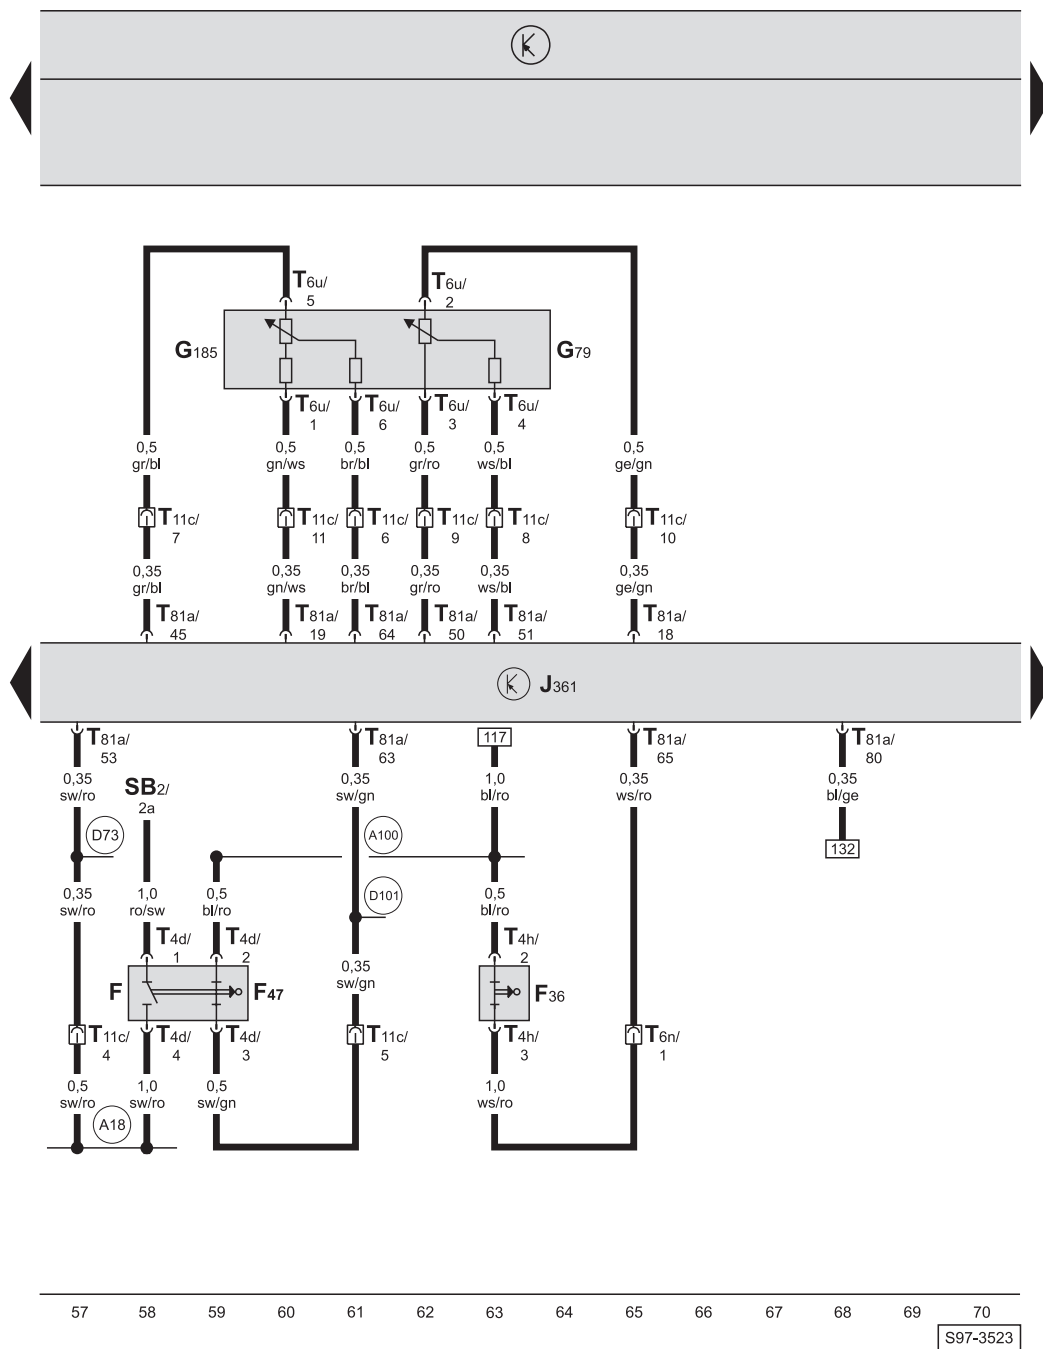 T6u/ T6u/
5 2
G185 G79
T6u/ T6u/ T6u/ T6u/
1 6 3 4
0,5 0,5 0,5 0,5 0,5 0,5
gr/bl gn/ws br/bl gr/ro ws/bl ge/gn
T11c/ T11c/ T11c/ T11c/ T11c/ T11c/
7 11 6 9 8 10
0,35 0,35 0,35 0,35 0,35 0,35
gr/bl gn/ws br/bl gr/ro ws/bl ge/gn
T81a/ T81a/ T81a/ T81a/ T81a/ T81a/
45 19 64 50 51 18
J361
T81a/ T81a/ 117 T81a/ T81a/
53 63 65 80
0,35 0,35 1,0 0,35 0,35
sw/ro sw/gn bl/ro ws/ro bl/ge
SB2/
2a
D73 A100
132
0,35 1,0 0,5 D101 0,5
sw/ro ro/sw bl/ro bl/ro
T4d/ T4d/ T4h/
1 2 2
0,35
sw/gn
F F47 F36
T11c/ T4d/ T4d/ T11c/ T4h/ T6n/
4 4 3 5 3 1
0,5 1,0 0,5 1,0
sw/ro sw/ro sw/gn ws/ro
A18
57 58 59 60 61 62 63 64 65 66 67 68 69 70
S97-3523